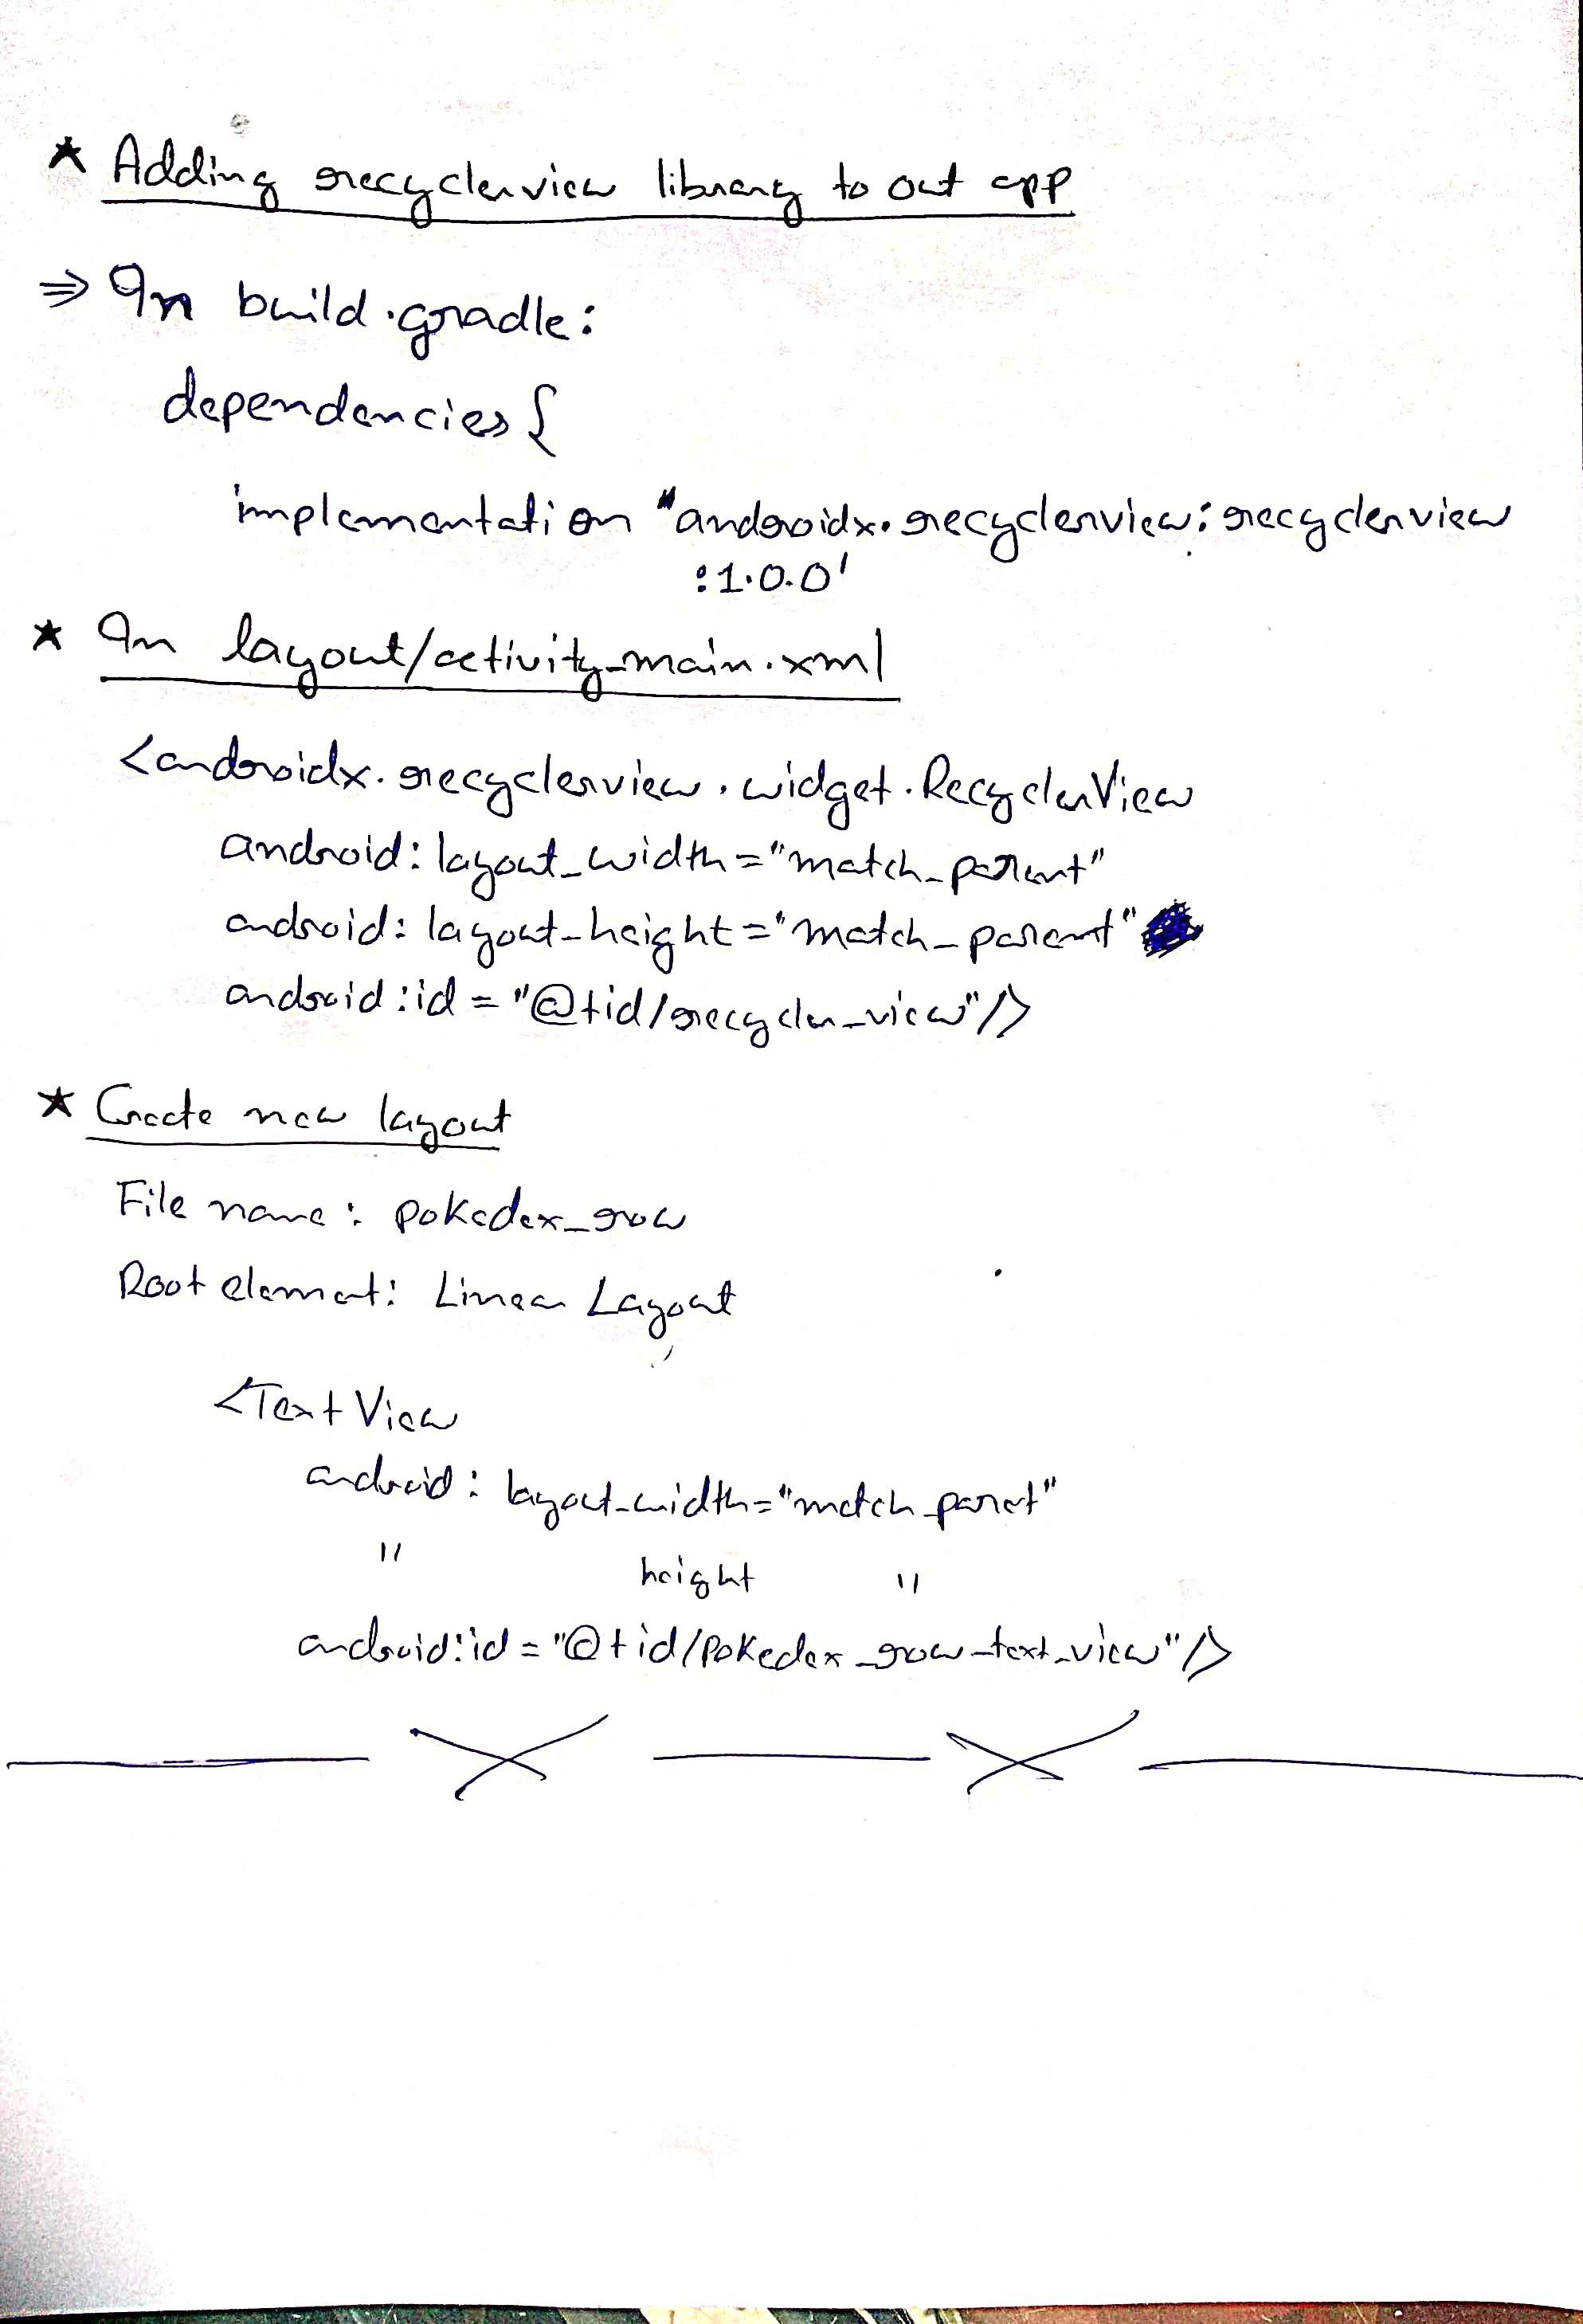 * Adding recyclerview library to out app
⇒ In build.gradle:
dependencies {
implementation "androidx.recyclerview:recyclerview
:1.0.0'
* In layout/activity_main.xml
<androidx.recyclerview.widget.RecyclerView
android:layout_width="match_parent"
android:layout_height="match_parent"
android:id="@+id/recycler_view"/>
* Create new layout
File name: pokedex_row
Root element: Linear Layout
<TextView
android:layout_width="match_parent"
" height "
android:id="@+id/pokedex_row_text_view"/>